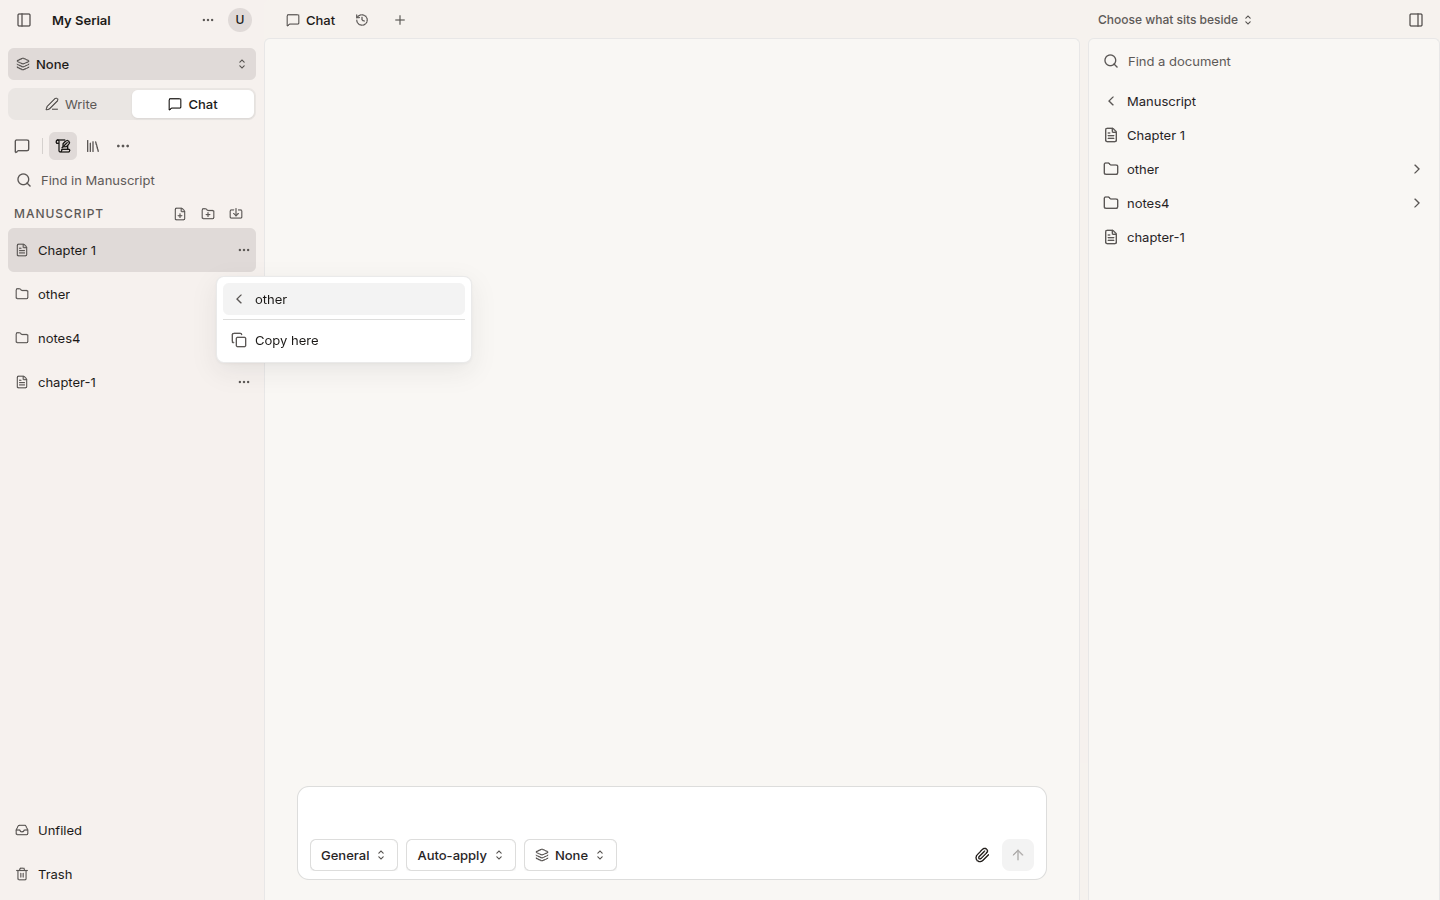 My Serial
U
None
Write
Chat
Find in Manuscript
MANUSCRIPT
Chapter 1
other
notes4
chapter-1
Unfiled
Trash
Chat
other
Copy here
General
Auto-apply
None
Choose what sits beside
Find a document
Manuscript
Chapter 1
other
notes4
chapter-1